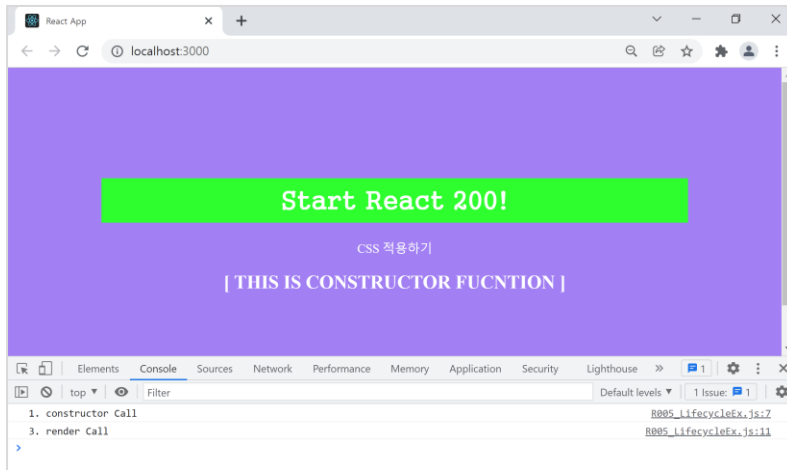 React App
localhost:3000
Start React 200!
CSS 적용하기
[ THIS IS CONSTRUCTOR FUCNTION ]
Elements Console Sources Network Performance Memory Application Security Lighthouse » 1
top ▼ Filter Default levels ▼ 1 Issue: 1
1. constructor Call R005_LifecycleEx.js:7
3. render Call R005_LifecycleEx.js:11
>